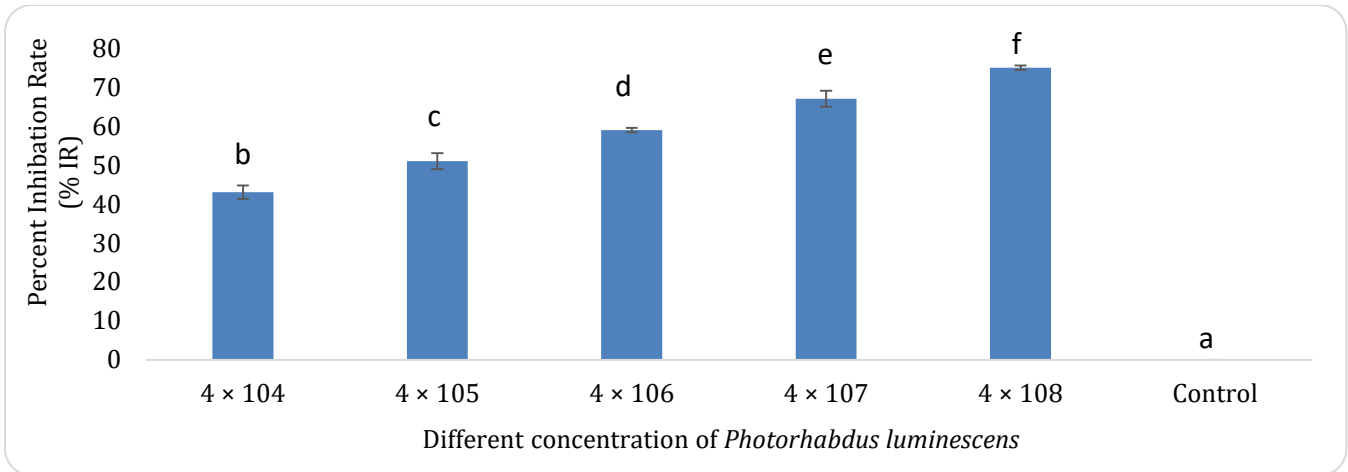 Percent Inhibation Rate
(% IR)
80
70
60
50
40
30
20
10
0
b
c
d
e
f
a
4 × 104
4 × 105
4 × 106
4 × 107
4 × 108
Control
Different concentration of Photorhabdus luminescens